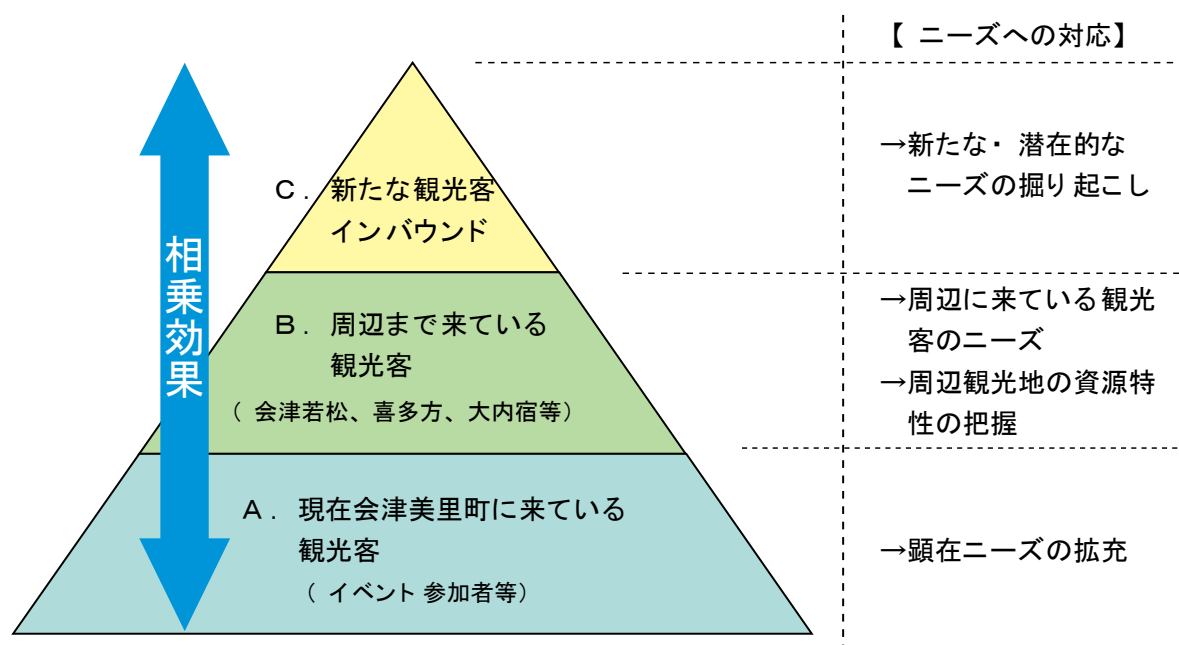 【ニーズへの対応】
C．新たな観光客
インバウンド
→新たな・潜在的な
ニーズの掘り起こし
相乗効果
B．周辺まで来ている
観光客
（会津若松、喜多方、大内宿等）
→周辺に来ている観光
客のニーズ
→周辺観光地の資源特
性の把握
A．現在会津美里町に来ている
観光客
（イベント参加者等）
→顕在ニーズの拡充